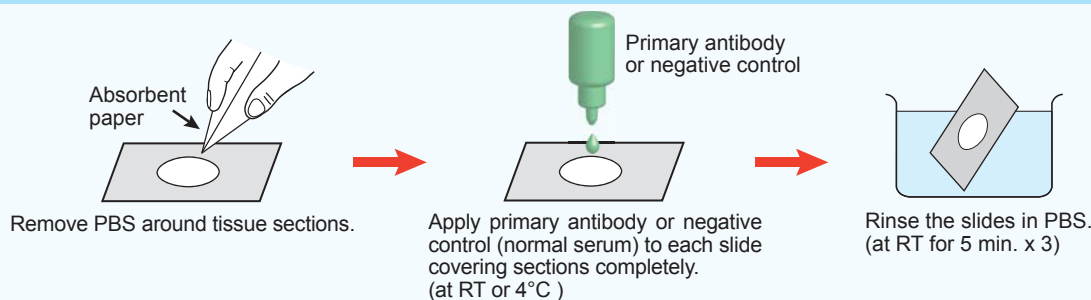 Absorbent
paper
Remove PBS around tissue sections.
Primary antibody
or negative control
Apply primary antibody or negative
control (normal serum) to each slide
covering sections completely.
(at RT or 4°C )
Rinse the slides in PBS.
(at RT for 5 min. x 3)